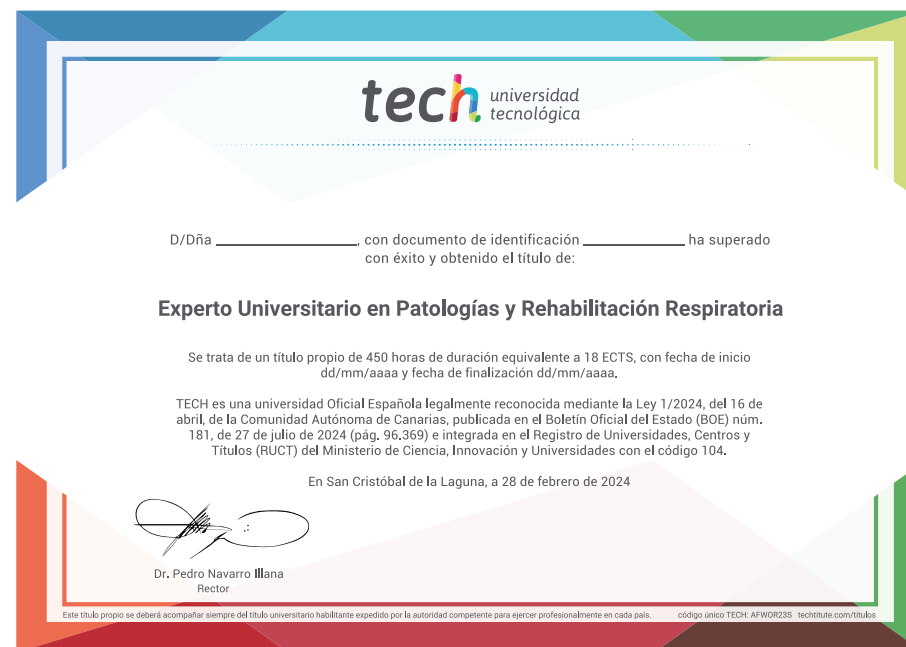 tech universidad
tecnológica
D/Dña ____________, con documento de identificación ____________ ha superado
con éxito y obtenido el título de:
Experto Universitario en Patologías y Rehabilitación Respiratoria
Se trata de un título propio de 450 horas de duración equivalente a 18 ECTS, con fecha de inicio
dd/mm/aaaa y fecha de finalización dd/mm/aaaa.
TECH es una universidad Oficial Española legalmente reconocida mediante la Ley 1/2024, del 16 de
abril, de la Comunidad Autónoma de Canarias, publicada en el Boletín Oficial del Estado (BOE) núm.
181, de 27 de julio de 2024 (pág. 96.369) e integrada en el Registro de Universidades, Centros y
Títulos (RUCT) del Ministerio de Ciencia, Innovación y Universidades con el código 104.
En San Cristóbal de la Laguna, a 28 de febrero de 2024
Dr. Pedro Navarro Illana
Rector
Este título propio se deberá acompañar siempre del título universitario habilitante expedido por la autoridad competente para ejercer profesionalmente en cada país. código único TECH: AFWOR23S techtitute.com/titulos